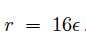 r = 16ϵ.